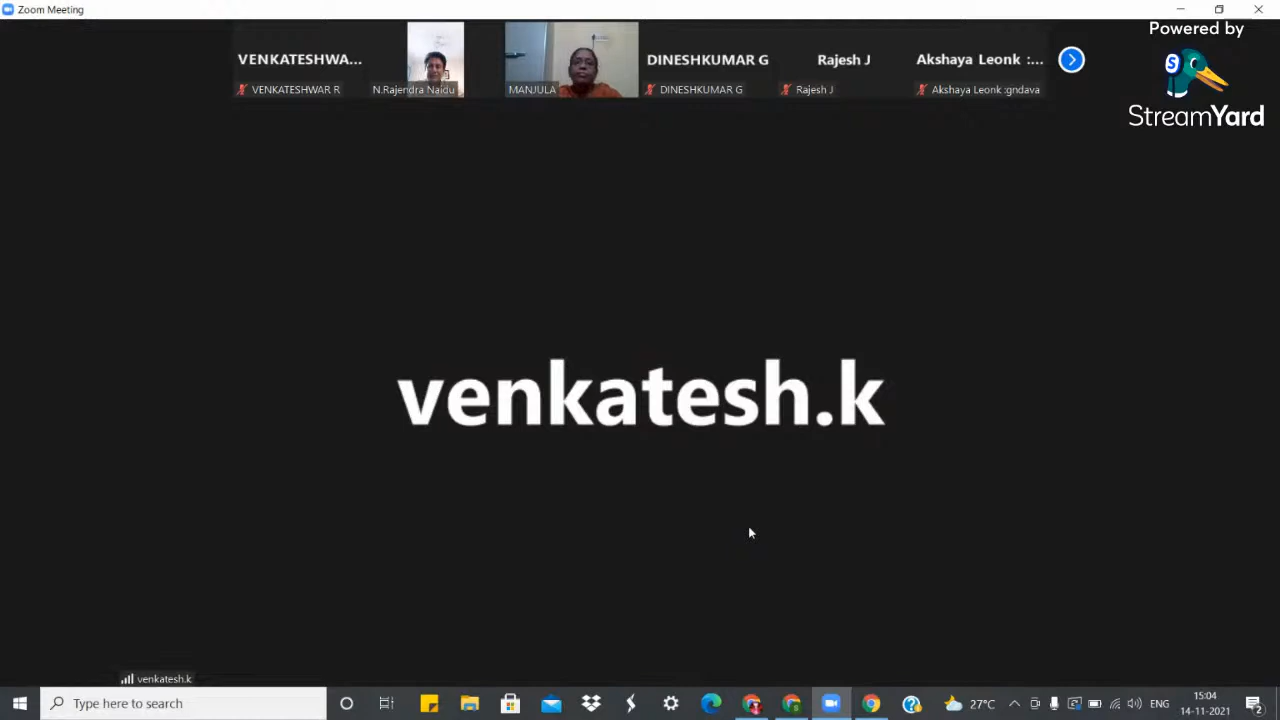 Zoom Meeting
Powered by
StreamYard
VENKATESHWA...
DINESHKUMAR G
Rajesh J
Akshaya Leonk :...
VENKATESHWAR R
N.Rajendra Naidu
MANJULA
DINESHKUMAR G
Rajesh J
Akshaya Leonk :gndava
venkatesh.k
venkatesh.k
Type here to search
27°C
ENG
15:04
14-11-2021
2